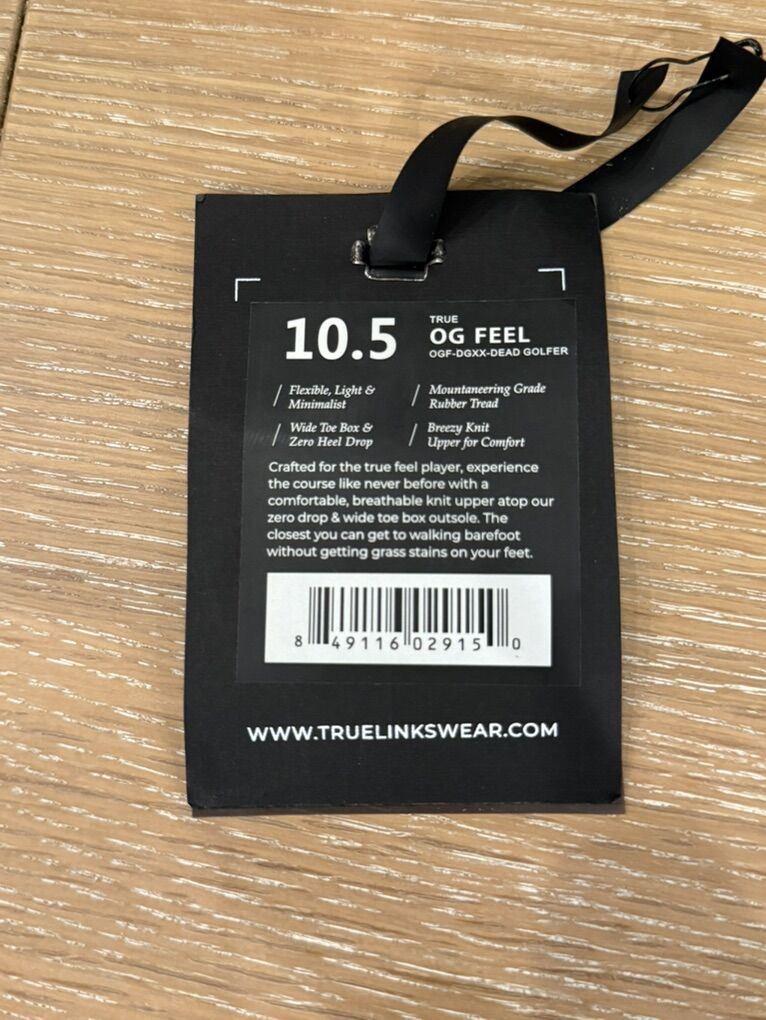 10.5
TRUE
OG FEEL
OGF-DGXX-DEAD GOLFER
/ Flexible, Light &
Minimalist
/ Mountaneering Grade
Rubber Tread
/ Wide Toe Box &
Zero Heel Drop
/ Breezy Knit
Upper for Comfort
Crafted for the true feel player, experience
the course like never before with a
comfortable, breathable knit upper atop our
zero drop & wide toe box outsole. The
closest you can get to walking barefoot
without getting grass stains on your feet.
8 49116 02915 0
WWW.TRUELINKSWEAR.COM